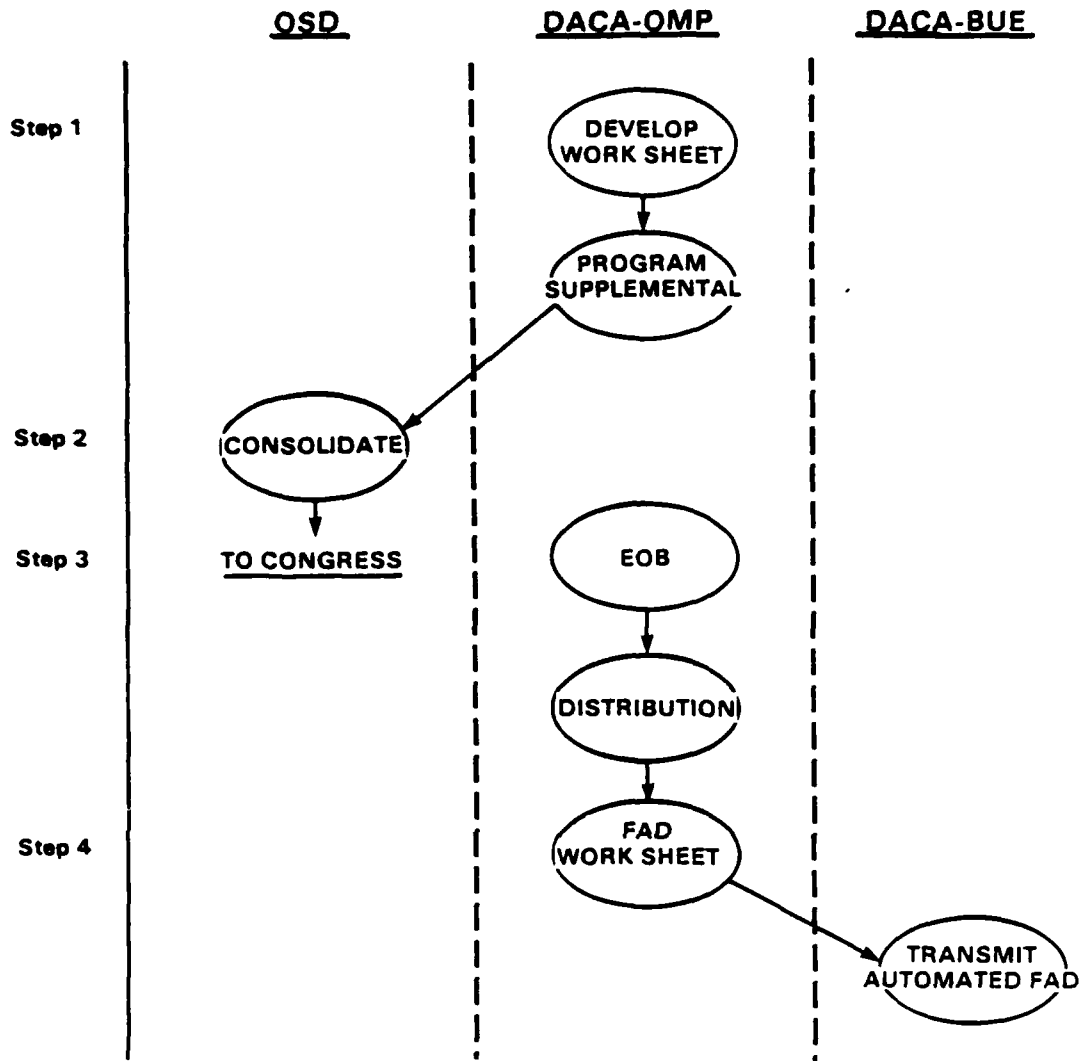 OSD DACA-OMP DACA-BUE
Step 1
DEVELOP
WORK SHEET
PROGRAM
SUPPLEMENTAL
Step 2
CONSOLIDATE
Step 3
TO CONGRESS
EOB
DISTRIBUTION
Step 4
FAD
WORK SHEET
TRANSMIT
AUTOMATED FAD